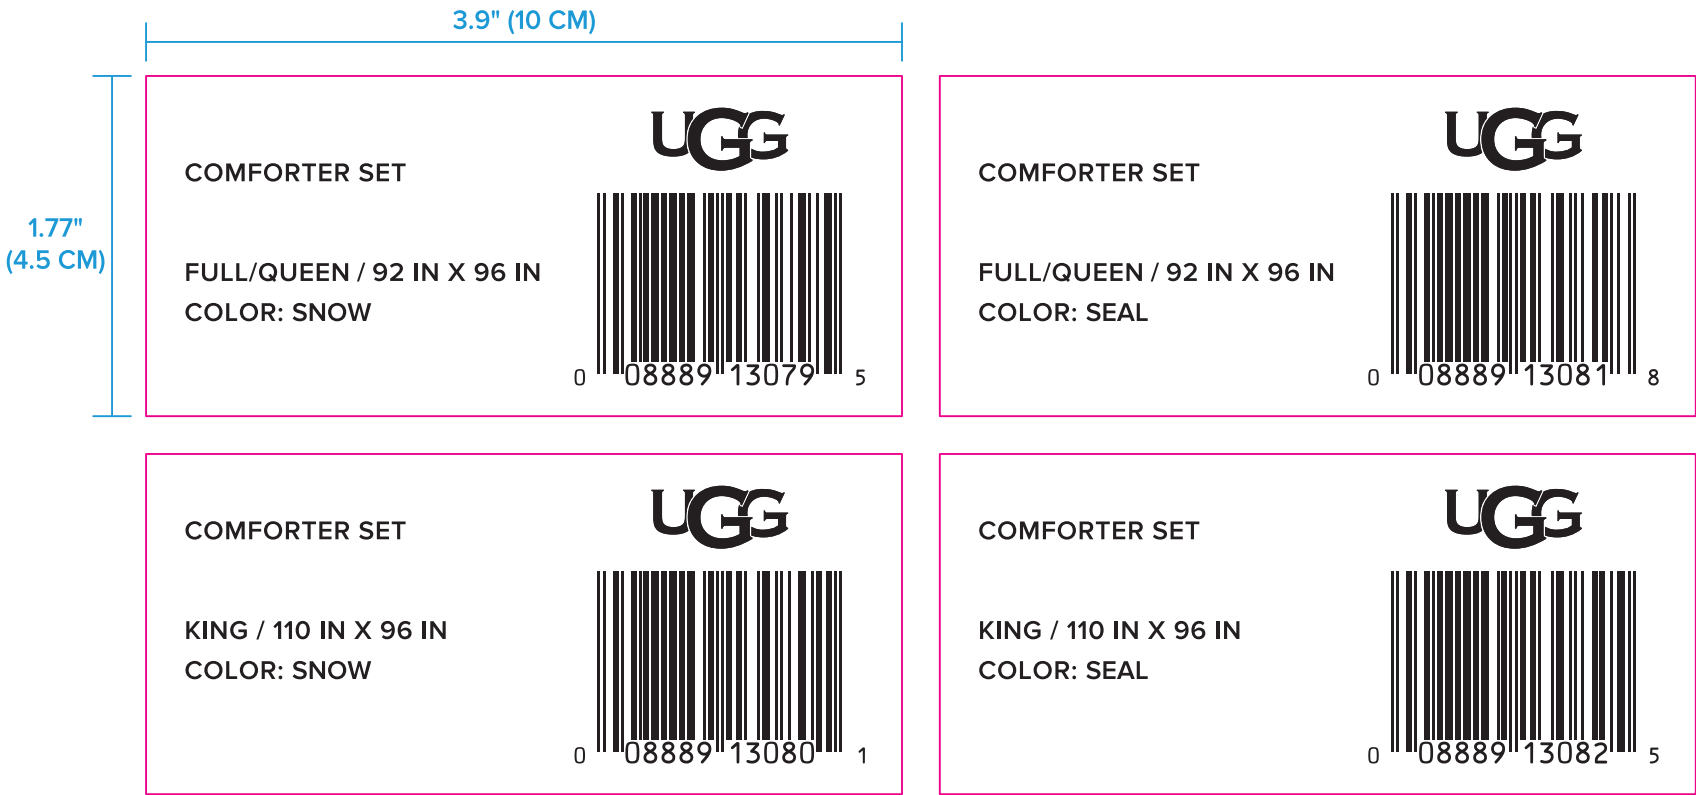 3.9" (10 CM)
1.77"
(4.5 CM)
UGG
COMFORTER SET
FULL/QUEEN / 92 IN X 96 IN
COLOR: SNOW
0 08889 13079 5
UGG
COMFORTER SET
FULL/QUEEN / 92 IN X 96 IN
COLOR: SEAL
0 08889 13081 8
UGG
COMFORTER SET
KING / 110 IN X 96 IN
COLOR: SNOW
0 08889 13080 1
UGG
COMFORTER SET
KING / 110 IN X 96 IN
COLOR: SEAL
0 08889 13082 5